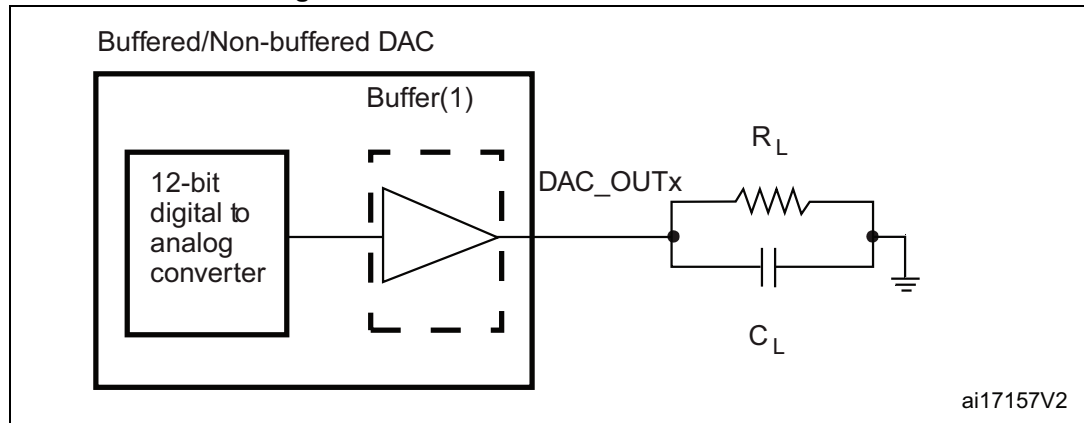 Buffered/Non-buffered DAC
Buffer(1)
12-bit
digital to
analog
converter
DAC_OUTx
R L
C L
ai17157V2